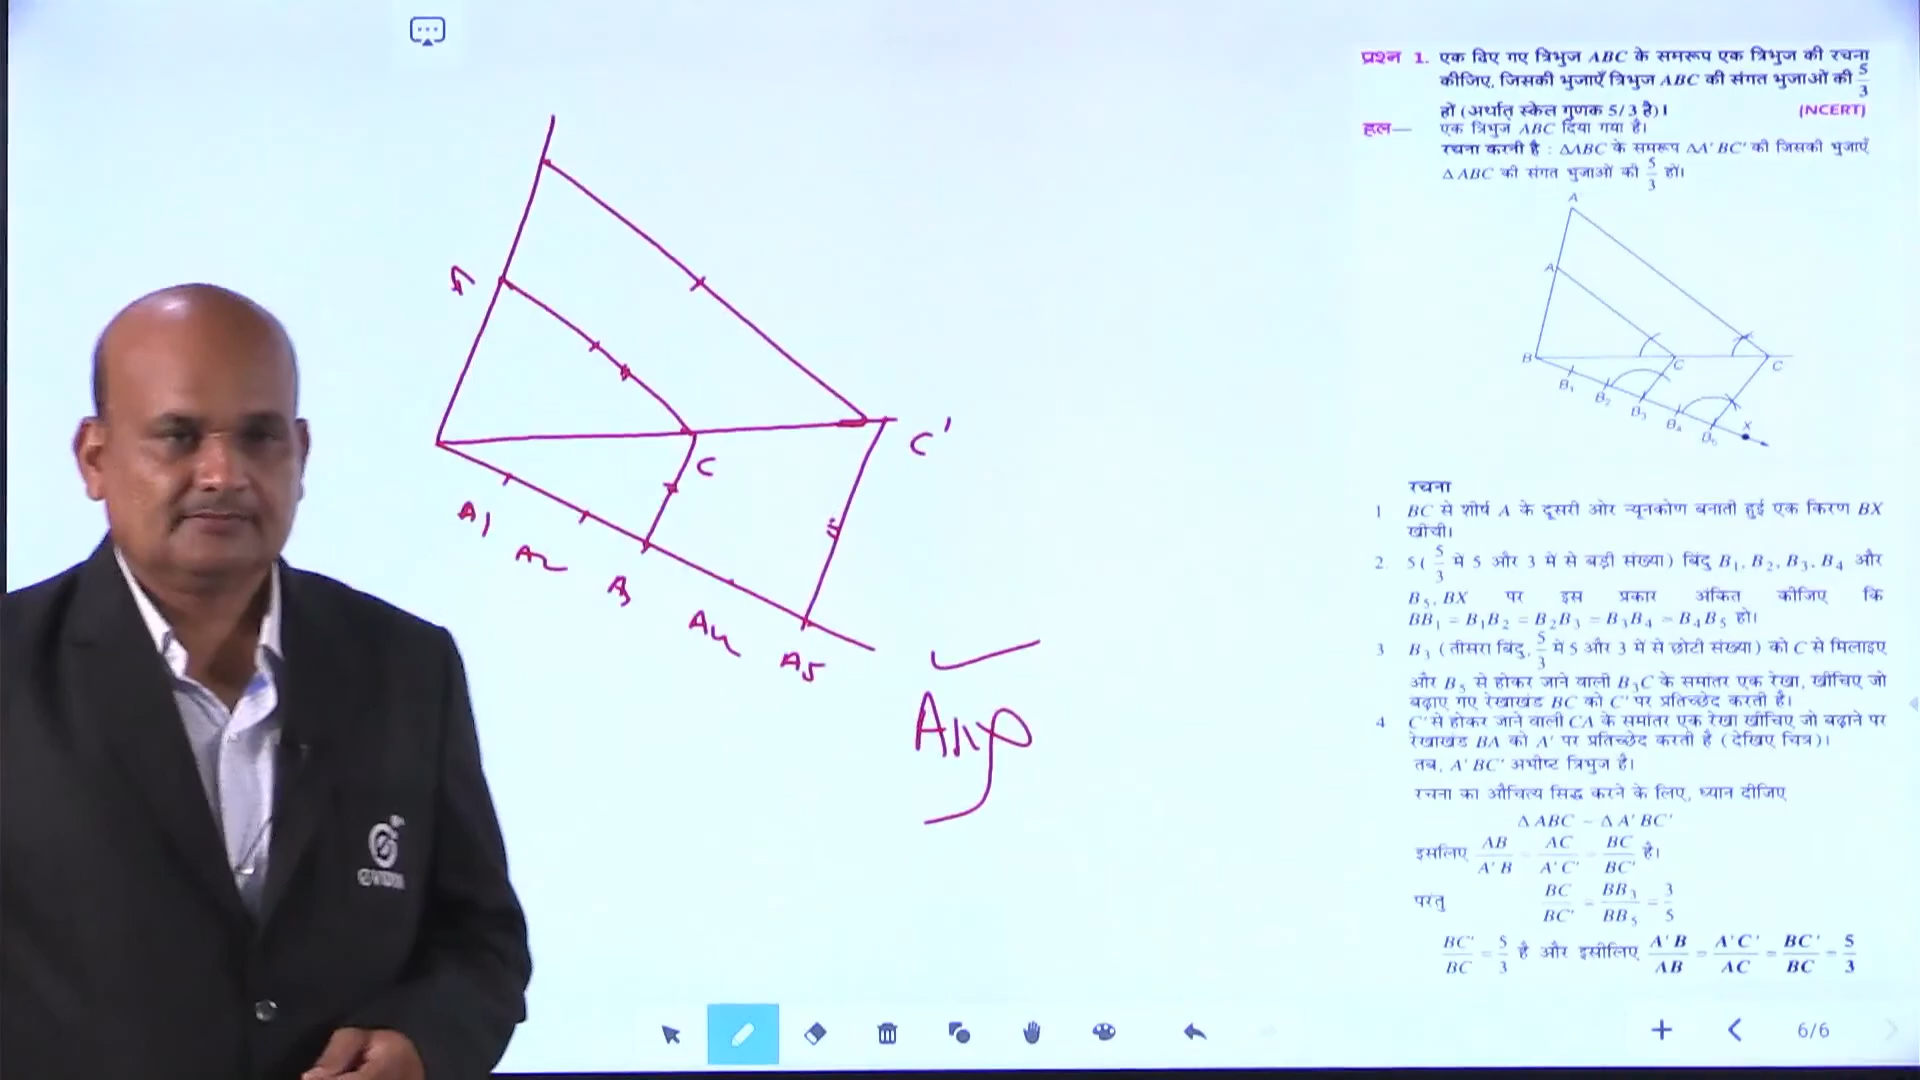 प्रश्न 1. एक दिए गए त्रिभुज ABC के समरूप एक त्रिभुज की रचना
कीजिए, जिसकी भुजाएँ त्रिभुज ABC की संगत भुजाओं की 5/3
हों (अर्थात् स्केल गुणक 5/3 है)। (NCERT)
हल— एक त्रिभुज ABC दिया गया है।
रचना करनी है : ΔABC के समरूप ΔA'BC' की जिसकी भुजाएँ
ΔABC की संगत भुजाओं की 5/3 हों।
A
A
B
C
C
B₁
B₂
B₃
B₄
B₅
X
A
C
C'
A1
A2
A3
A4
A5
रचना
1 BC से शीर्ष A के दूसरी ओर न्यूनकोण बनाती हुई एक किरण BX
खींची।
2. 5 (5/3 में 5 और 3 में से बड़ी संख्या) बिंदु B₁, B₂, B₃, B₄ और
B₅, BX पर इस प्रकार अंकित कीजिए कि
BB₁ = B₁B₂ = B₂B₃ = B₃B₄ = B₄B₅ हो।
3 B₃ (तीसरा बिंदु, 5/3 में 5 और 3 में से छोटी संख्या) को C से मिलाइए
और B₅ से होकर जाने वाली B₃C के समांतर एक रेखा, खींचिए जो
बढ़ाए गए रेखाखंड BC को C' पर प्रतिच्छेद करती है।
4 C' से होकर जाने वाली CA के समांतर एक रेखा खींचिए जो बढ़ाने पर
रेखाखंड BA को A' पर प्रतिच्छेद करती है (देखिए चित्र)।
तब, A'BC' अभीष्ट त्रिभुज है।
रचना का औचित्य सिद्ध करने के लिए, ध्यान दीजिए
ΔABC ~ ΔA'BC'
इसलिए AB/A'B = AC/A'C' = BC/BC' है।
परंतु BC/BC' = BB₃/BB₅ = 3/5
BC'/BC = 5/3 है और इसीलिए A'B/AB = A'C'/AC = BC'/BC = 5/3
6/6